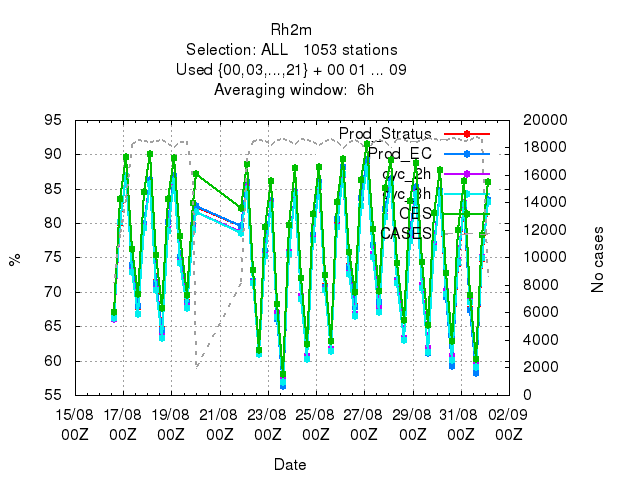 Rh2m
Selection: ALL 1053 stations
Used {00,03,...,21} + 00 01 ... 09
Averaging window: 6h
95 20000
90 18000
85 16000
80 14000
75 12000
70 10000
65 8000
60 6000
55 4000
2000
0
%
No cases
Prod_Stratus
Prod_EC
cyc_2h
cyc_3h
OBS
CASES
15/08 17/08 19/08 21/08 23/08 25/08 27/08 29/08 31/08 02/09
00Z 00Z 00Z 00Z 00Z 00Z 00Z 00Z 00Z 00Z
Date